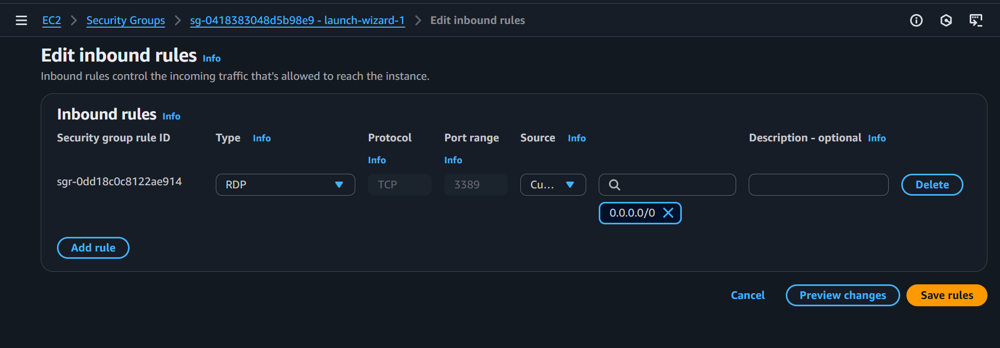 EC2 > Security Groups > sg-0418383048d5b98e9 - launch-wizard-1 > Edit inbound rules
Edit inbound rules Info
Inbound rules control the incoming traffic that's allowed to reach the instance.
Inbound rules Info
Security group rule ID Type Info Protocol Port range Source Info Description - optional Info
Info Info
sgr-0dd18c0c8122ae914 RDP TCP 3389 Cu... Delete
0.0.0.0/0
Add rule
Cancel Preview changes Save rules